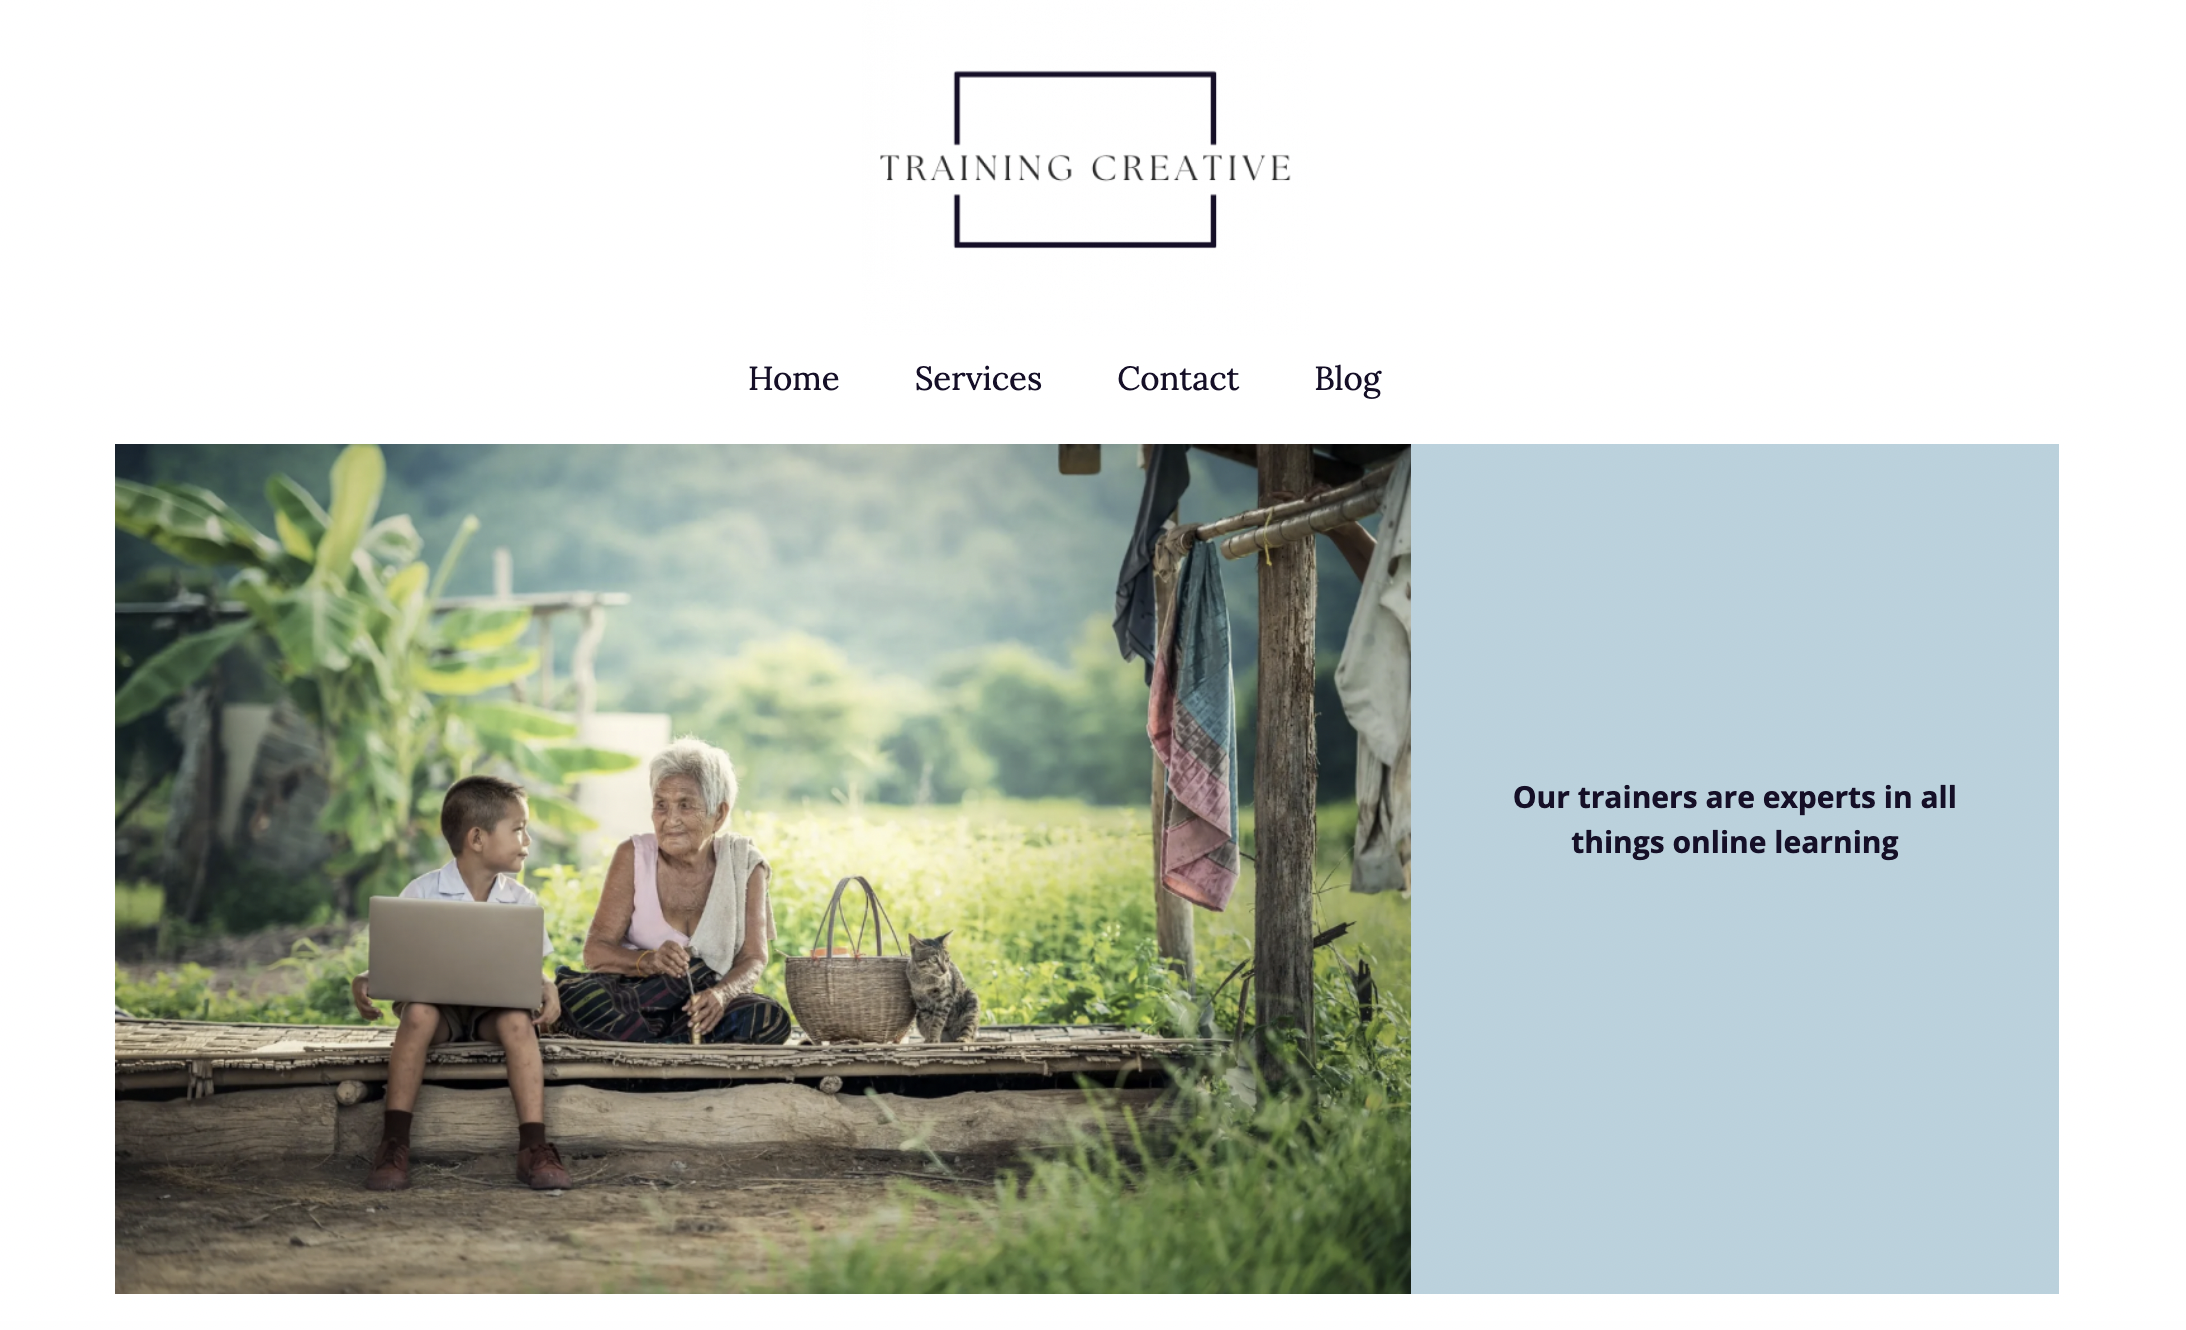 TRAINING CREATIVE
Home Services Contact Blog
Our trainers are experts in all
things online learning